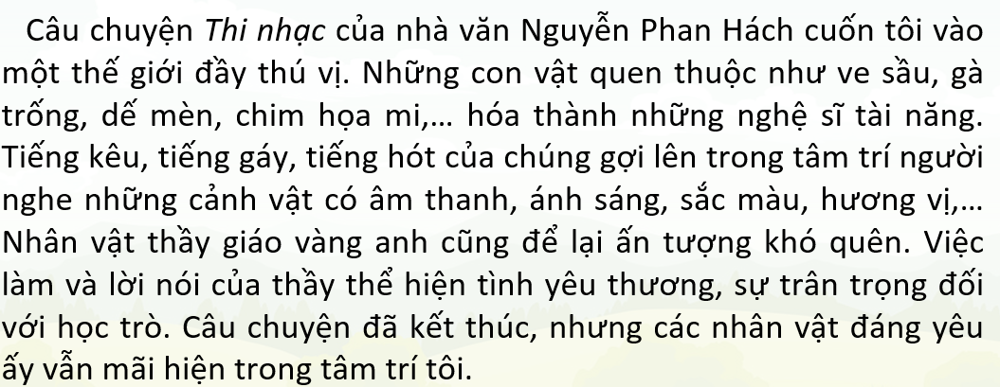 Câu chuyện Thi nhạc của nhà văn Nguyễn Phan Hách cuốn tôi vào
một thế giới đầy thú vị. Những con vật quen thuộc như ve sầu, gà
trống, dế mèn, chim họa mi,... hóa thành những nghệ sĩ tài năng.
Tiếng kêu, tiếng gáy, tiếng hót của chúng gợi lên trong tâm trí người
nghe những cảnh vật có âm thanh, ánh sáng, sắc màu, hương vị,...
Nhân vật thầy giáo vàng anh cũng để lại ấn tượng khó quên. Việc
làm và lời nói của thầy thể hiện tình yêu thương, sự trân trọng đối
với học trò. Câu chuyện đã kết thúc, nhưng các nhân vật đáng yêu
ấy vẫn mãi hiện trong tâm trí tôi.